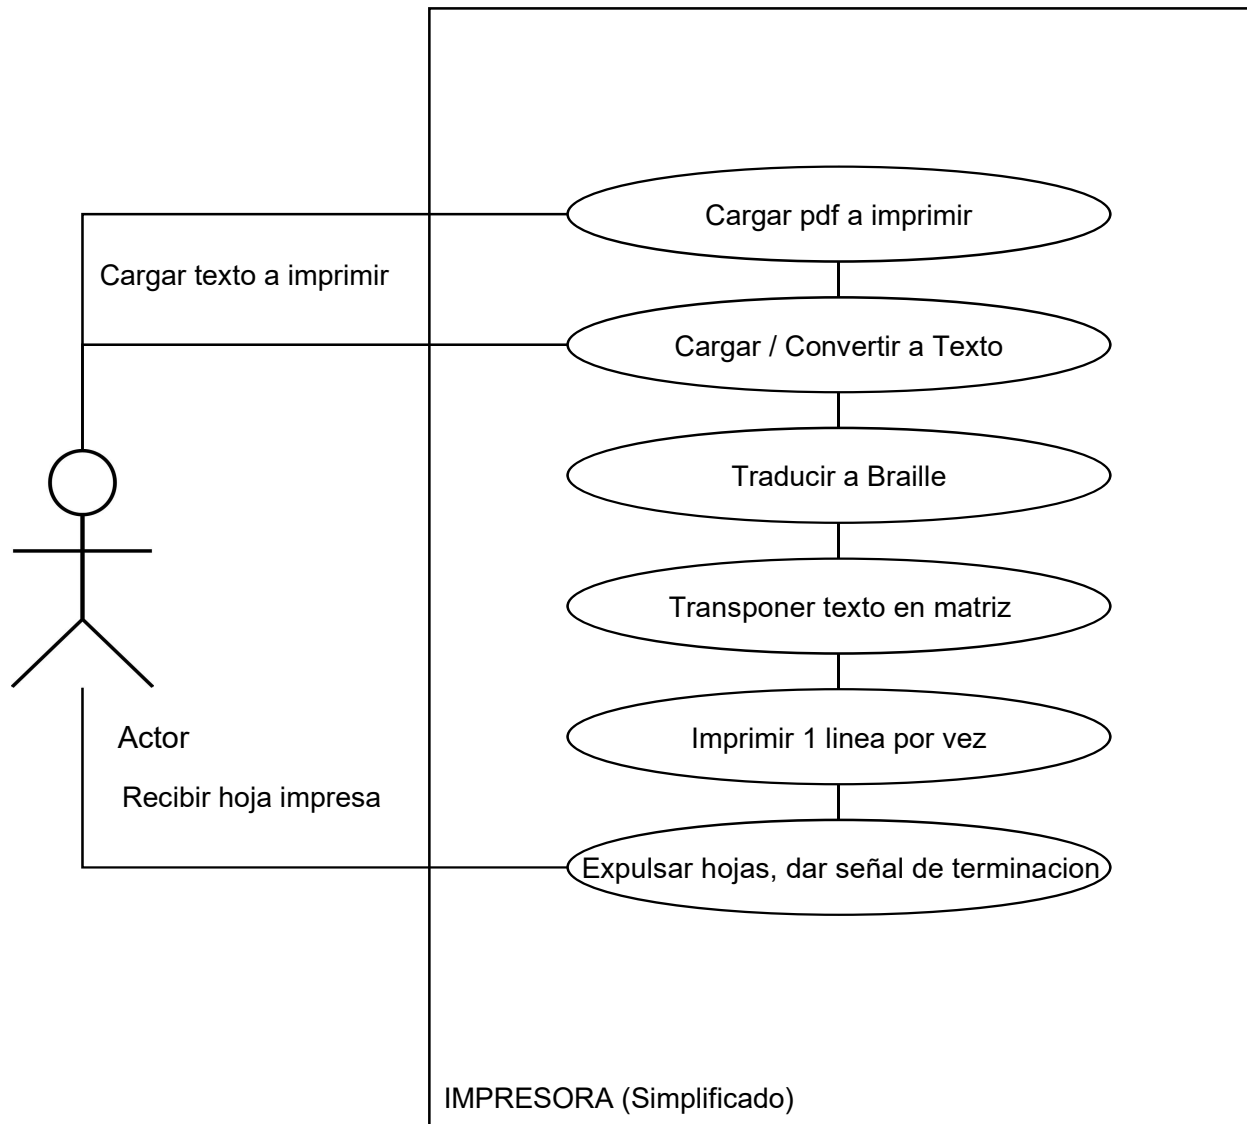 Cargar pdf a imprimir
Cargar texto a imprimir
Cargar / Convertir a Texto
Traducir a Braille
Transponer texto en matriz
Actor
Imprimir 1 linea por vez
Recibir hoja impresa
Expulsar hojas, dar señal de terminacion
IMPRESORA (Simplificado)